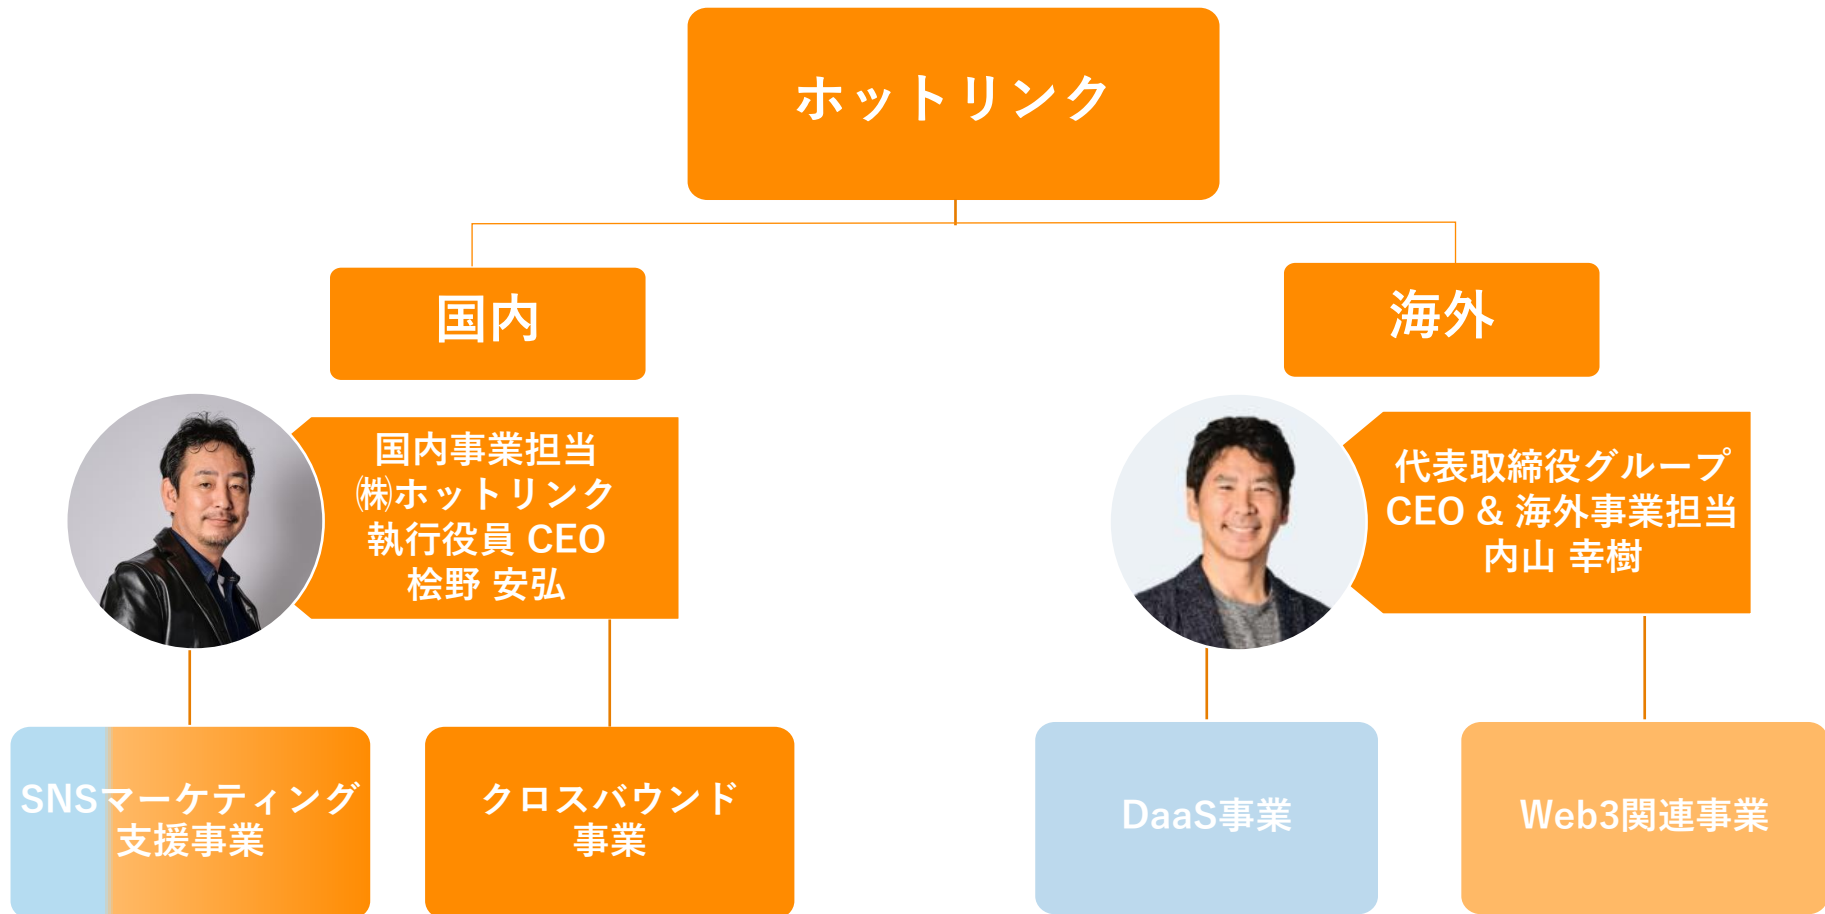 ホットリンク
国内
海外
国内事業担当
㈱ホットリンク
執行役員 CEO
桧野 安弘
代表取締役グループ
CEO & 海外事業担当
内山 幸樹
SNSマーケティング
支援事業
クロスバウンド
事業
DaaS事業
Web3関連事業